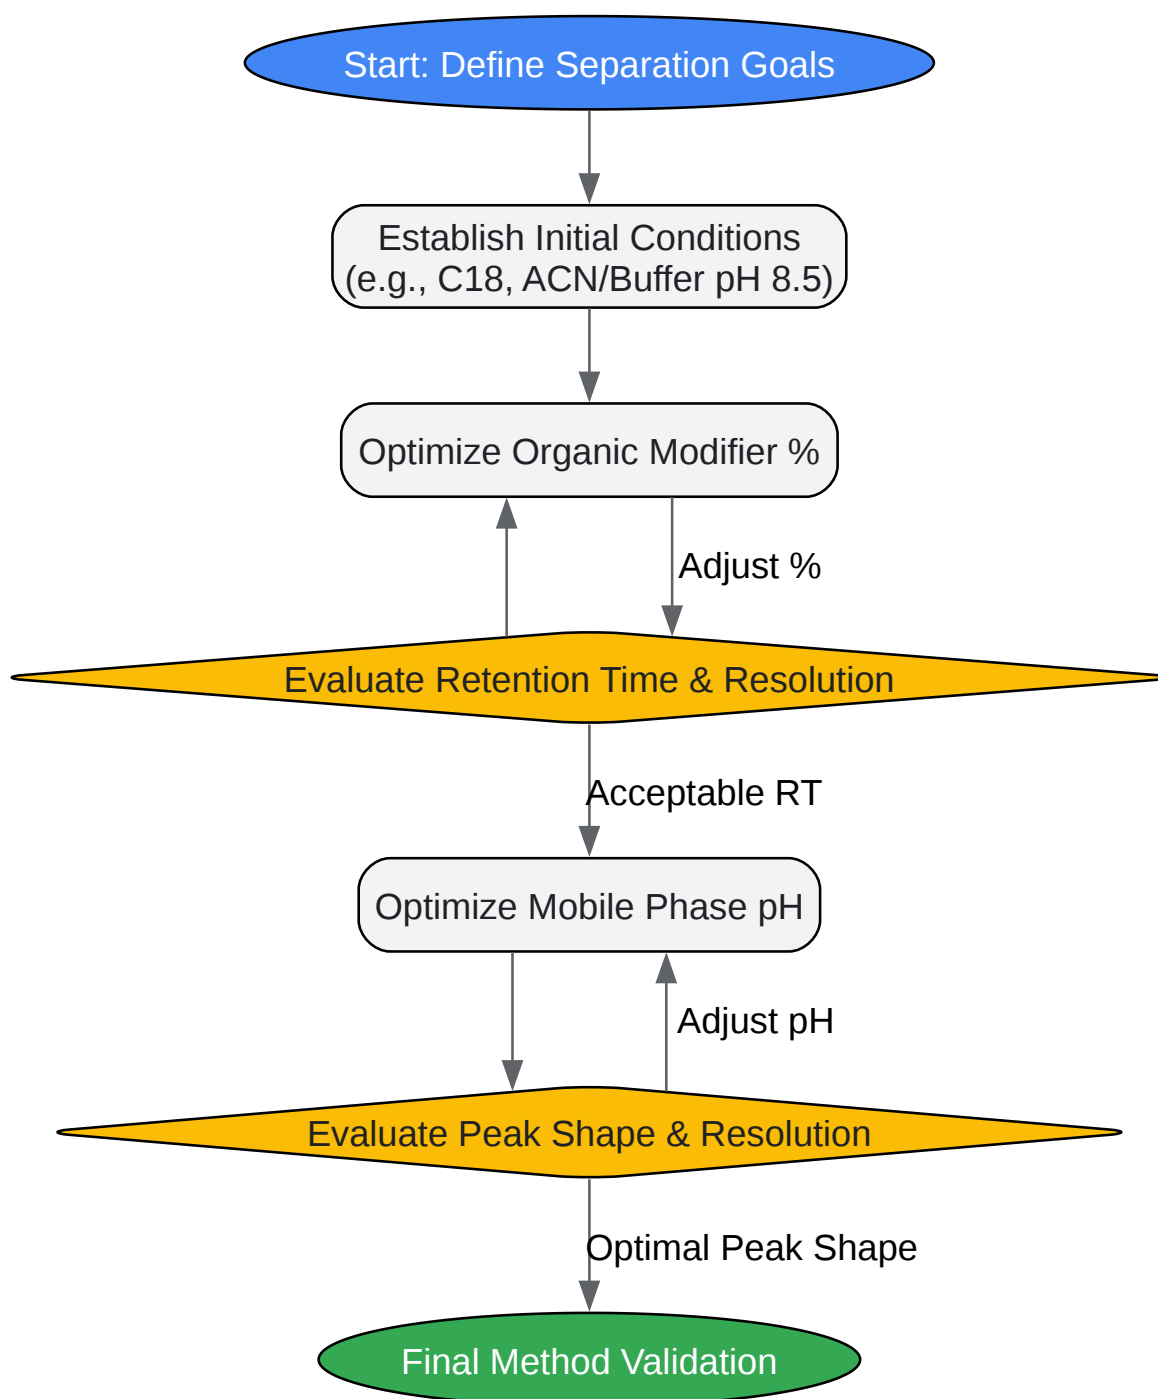 Start: Define Separation Goals
Establish Initial Conditions
(e.g., C18, ACN/Buffer pH 8.5)
Optimize Organic Modifier %
Adjust %
Evaluate Retention Time & Resolution
Acceptable RT
Optimize Mobile Phase pH
Adjust pH
Evaluate Peak Shape & Resolution
Optimal Peak Shape
Final Method Validation